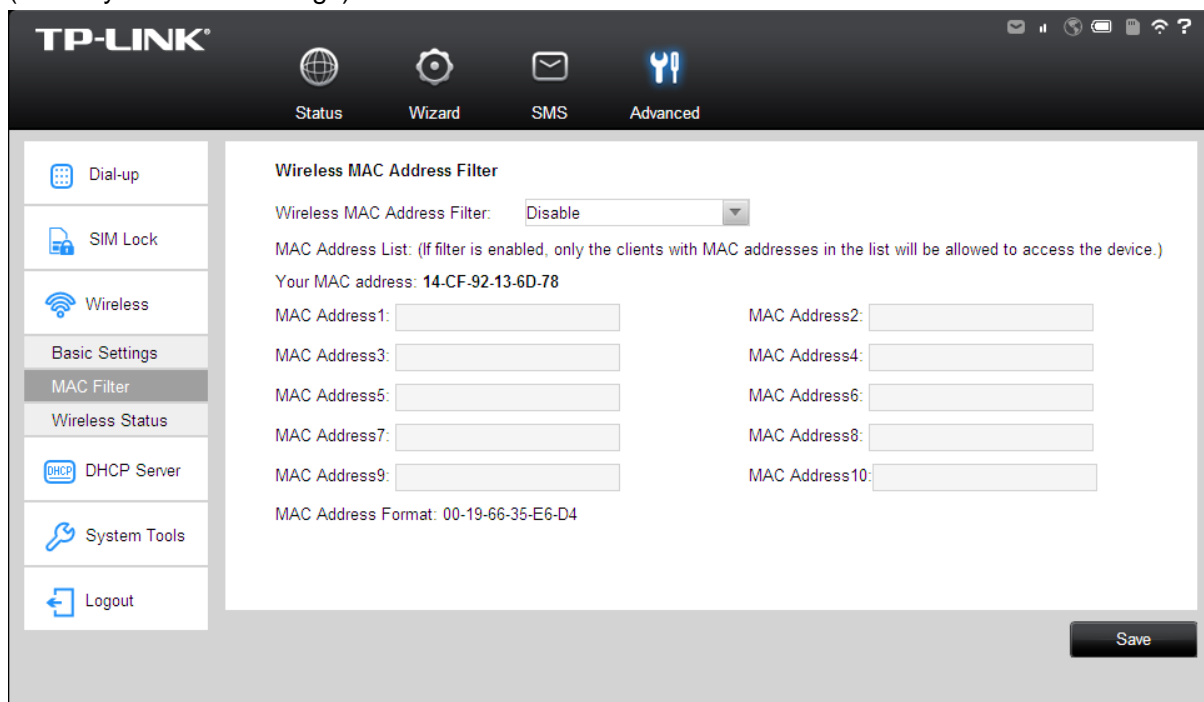 TP-LINK®
Status Wizard SMS Advanced
Dial-up
SIM Lock
Wireless
Basic Settings
MAC Filter
Wireless Status
DHCP
DHCP Server
System Tools
Logout
Wireless MAC Address Filter
Wireless MAC Address Filter: Disable
MAC Address List: (If filter is enabled, only the clients with MAC addresses in the list will be allowed to access the device.)
Your MAC address: 14-CF-92-13-6D-78
MAC Address1: MAC Address2:
MAC Address3: MAC Address4:
MAC Address5: MAC Address6:
MAC Address7: MAC Address8:
MAC Address9: MAC Address10:
MAC Address Format: 00-19-66-35-E6-D4
Save